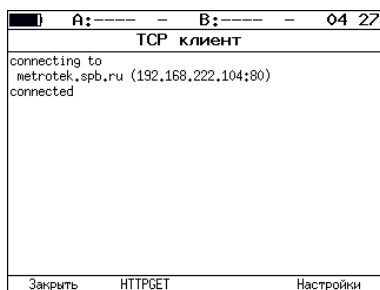 A:---- – B:---- – 04 27
TCP клиент
connecting to
metrotek.spb.ru (192.168.222.104:80)
connected
Закрыть HTTPGET Настройки